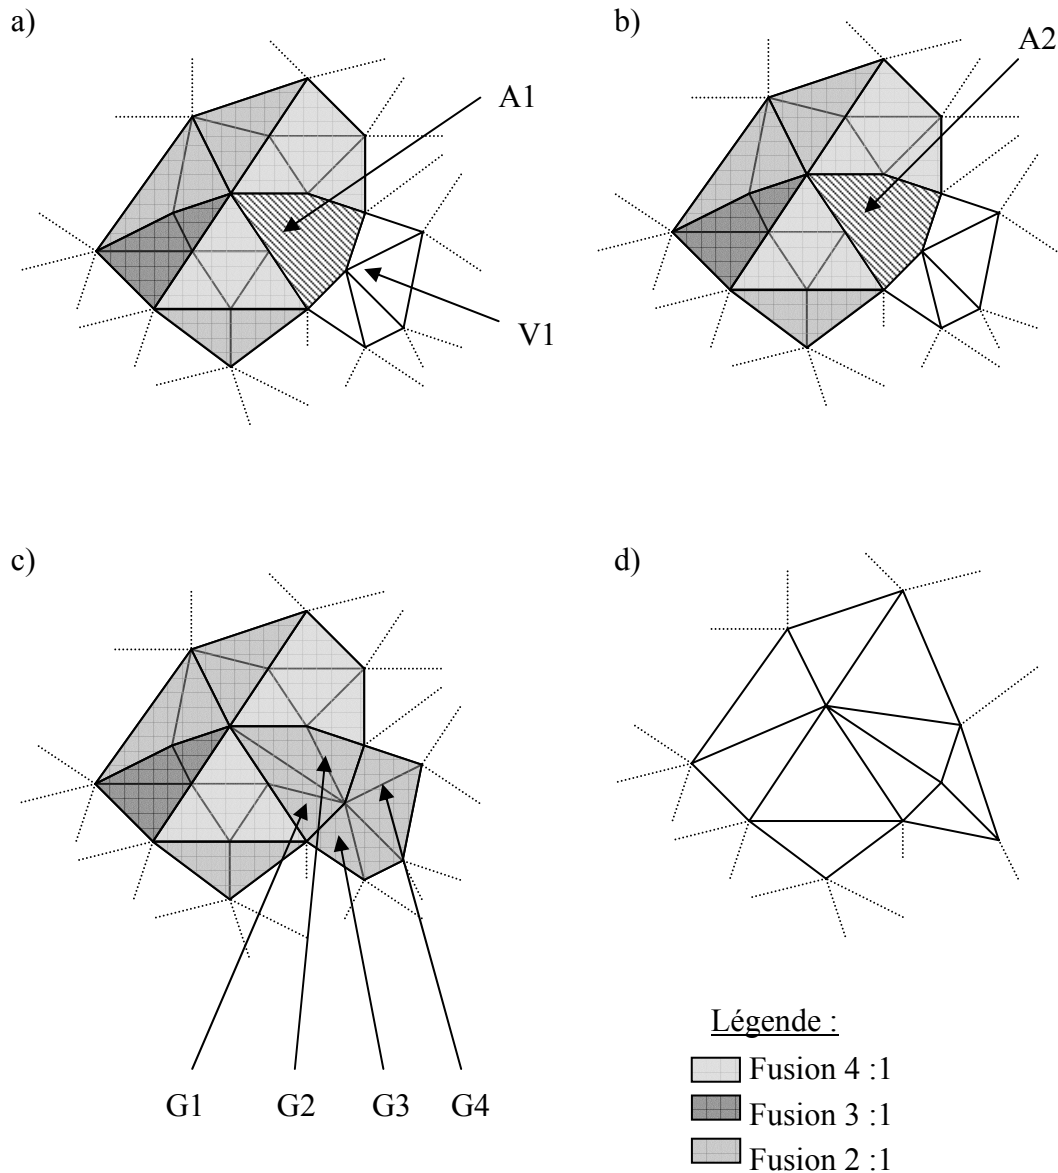 a)
b)
A1
A2
V1
c)
d)
G1
G2
G3
G4
Légende :
Fusion 4 :1
Fusion 3 :1
Fusion 2 :1